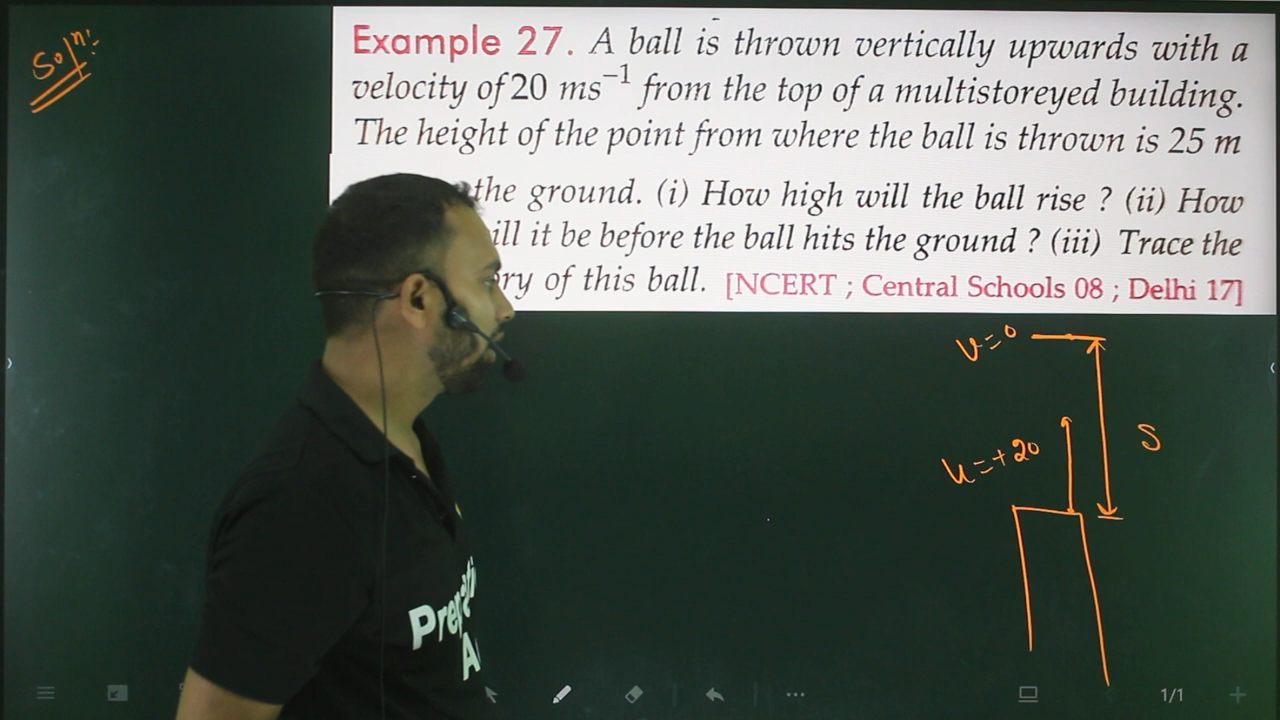 Solⁿ:
Example 27. A ball is thrown vertically upwards with a
velocity of 20 ms⁻¹ from the top of a multistoreyed building.
The height of the point from where the ball is thrown is 25 m
the ground. (i) How high will the ball rise ? (ii) How
ill it be before the ball hits the ground ? (iii) Trace the
ry of this ball. [NCERT ; Central Schools 08 ; Delhi 17]
v=0
u=+20
S
Prep
A
1/1